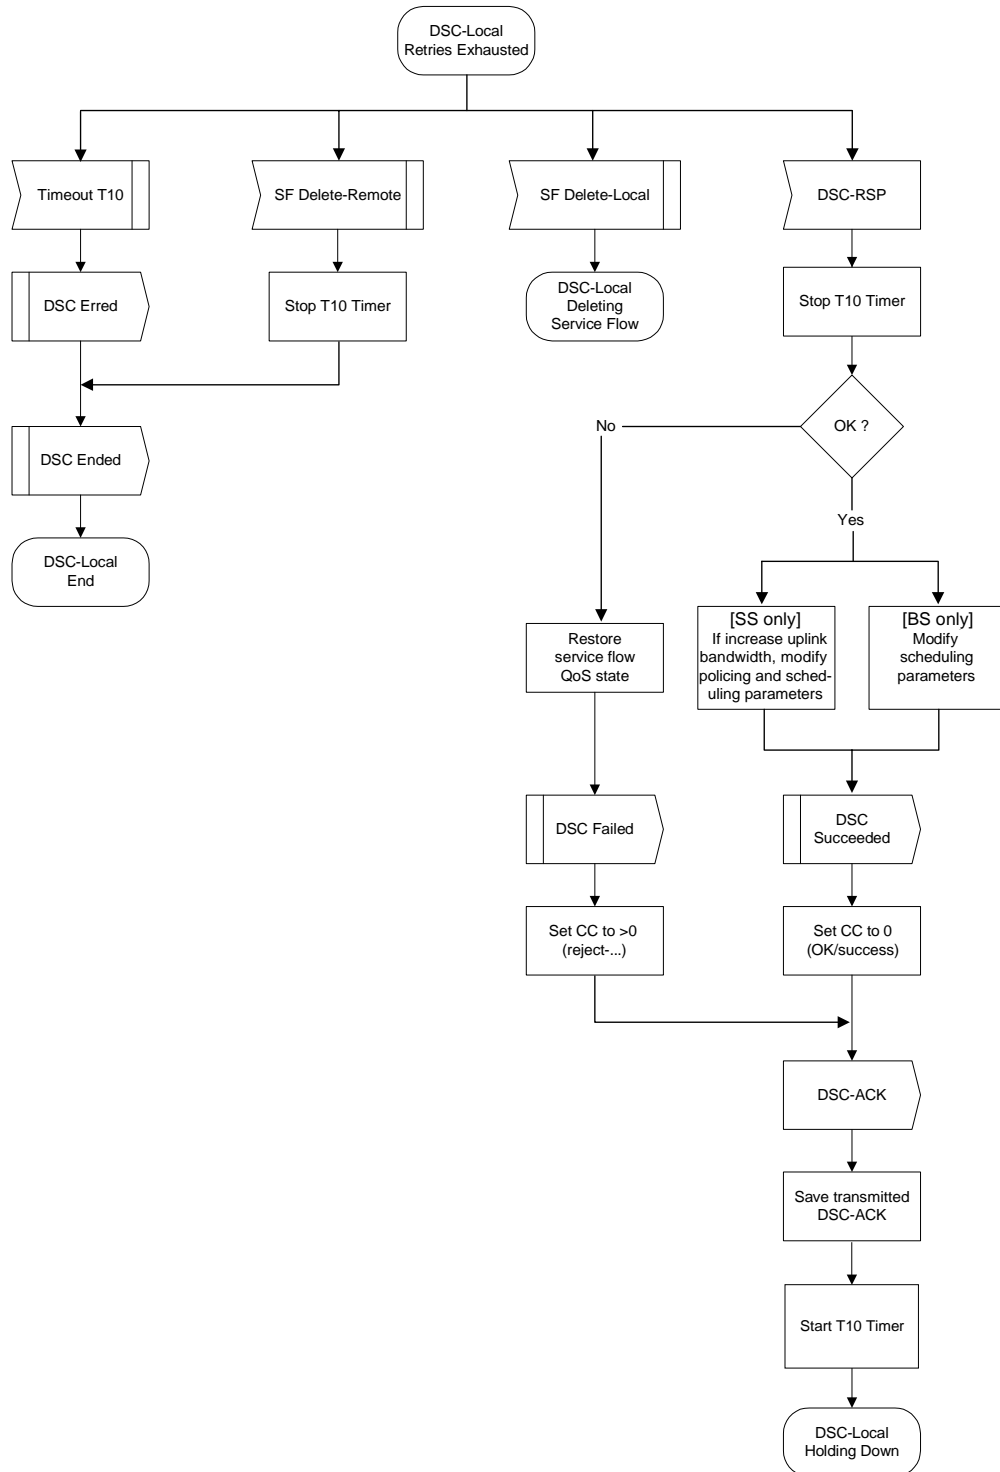 DSC-Local
Retries Exhausted
Timeout T10
SF Delete-Remote
SF Delete-Local
DSC-RSP
DSC Erred
Stop T10 Timer
DSC-Local
Deleting
Service Flow
Stop T10 Timer
No
OK ?
DSC Ended
Yes
DSC-Local
End
Restore
service flow
QoS state
[SS only]
If increase uplink
bandwidth, modify
policing and sched-
uling parameters
[BS only]
Modify
scheduling
parameters
DSC Failed
DSC
Succeeded
Set CC to >0
(reject-...)
Set CC to 0
(OK/success)
DSC-ACK
Save transmitted
DSC-ACK
Start T10 Timer
DSC-Local
Holding Down